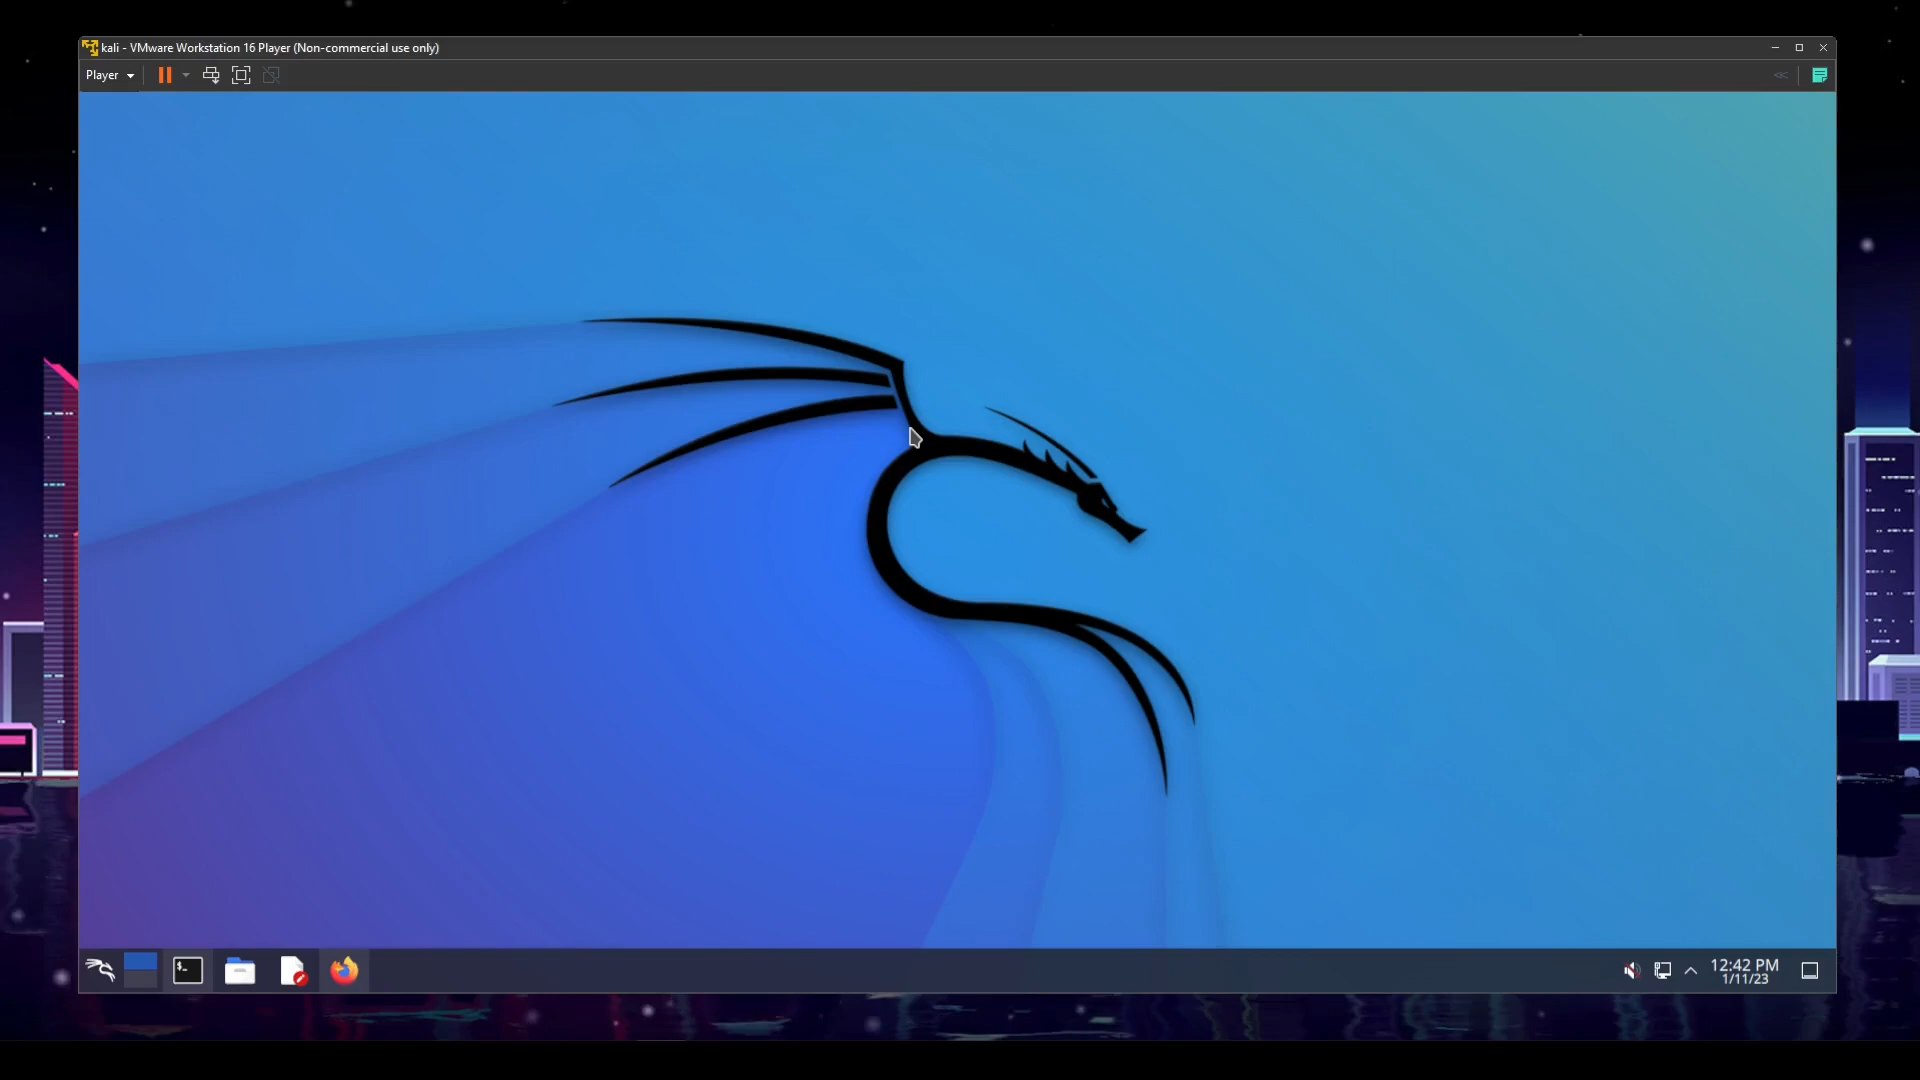 kali - VMware Workstation 16 Player (Non-commercial use only)
Player
$-
12:42 PM
1/11/23